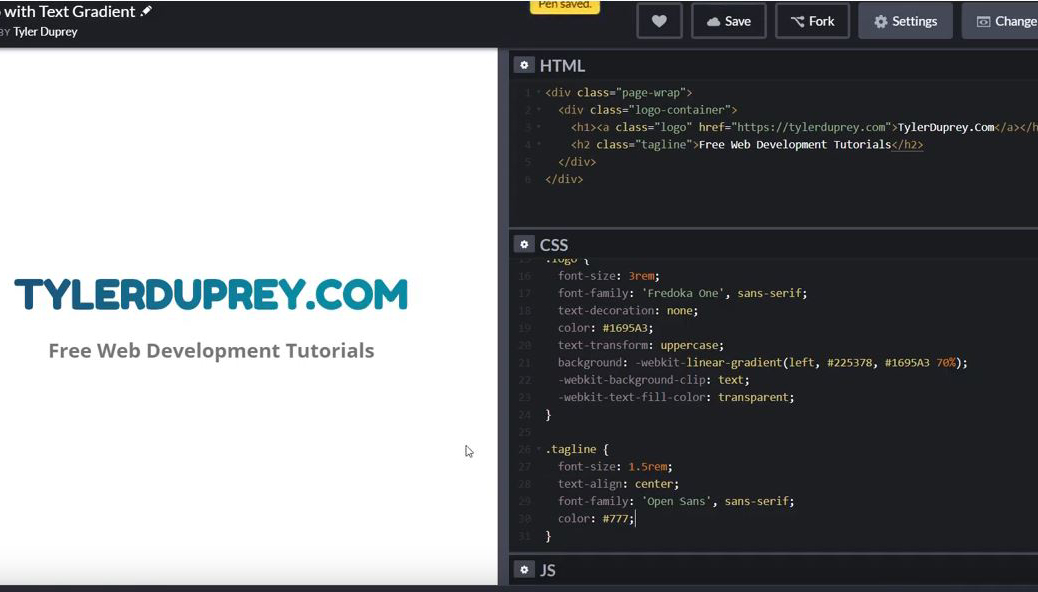 with Text Gradient
BY Tyler Duprey
Pen saved.
Save
Fork
Settings
Change
TYLERDUPREY.COM
Free Web Development Tutorials
HTML
1 <div class="page-wrap">
2 <div class="logo-container">
3 <h1><a class="logo" href="https://tylerduprey.com">TylerDuprey.Com</a></h
4 <h2 class="tagline">Free Web Development Tutorials</h2>
5 </div>
6 </div>
CSS
15 .logo {
16 font-size: 3rem;
17 font-family: 'Fredoka One', sans-serif;
18 text-decoration: none;
19 color: #1695A3;
20 text-transform: uppercase;
21 background: -webkit-linear-gradient(left, #225378, #1695A3 70%);
22 -webkit-background-clip: text;
23 -webkit-text-fill-color: transparent;
24 }
25
26 .tagline {
27 font-size: 1.5rem;
28 text-align: center;
29 font-family: 'Open Sans', sans-serif;
30 color: #777;
31 }
JS